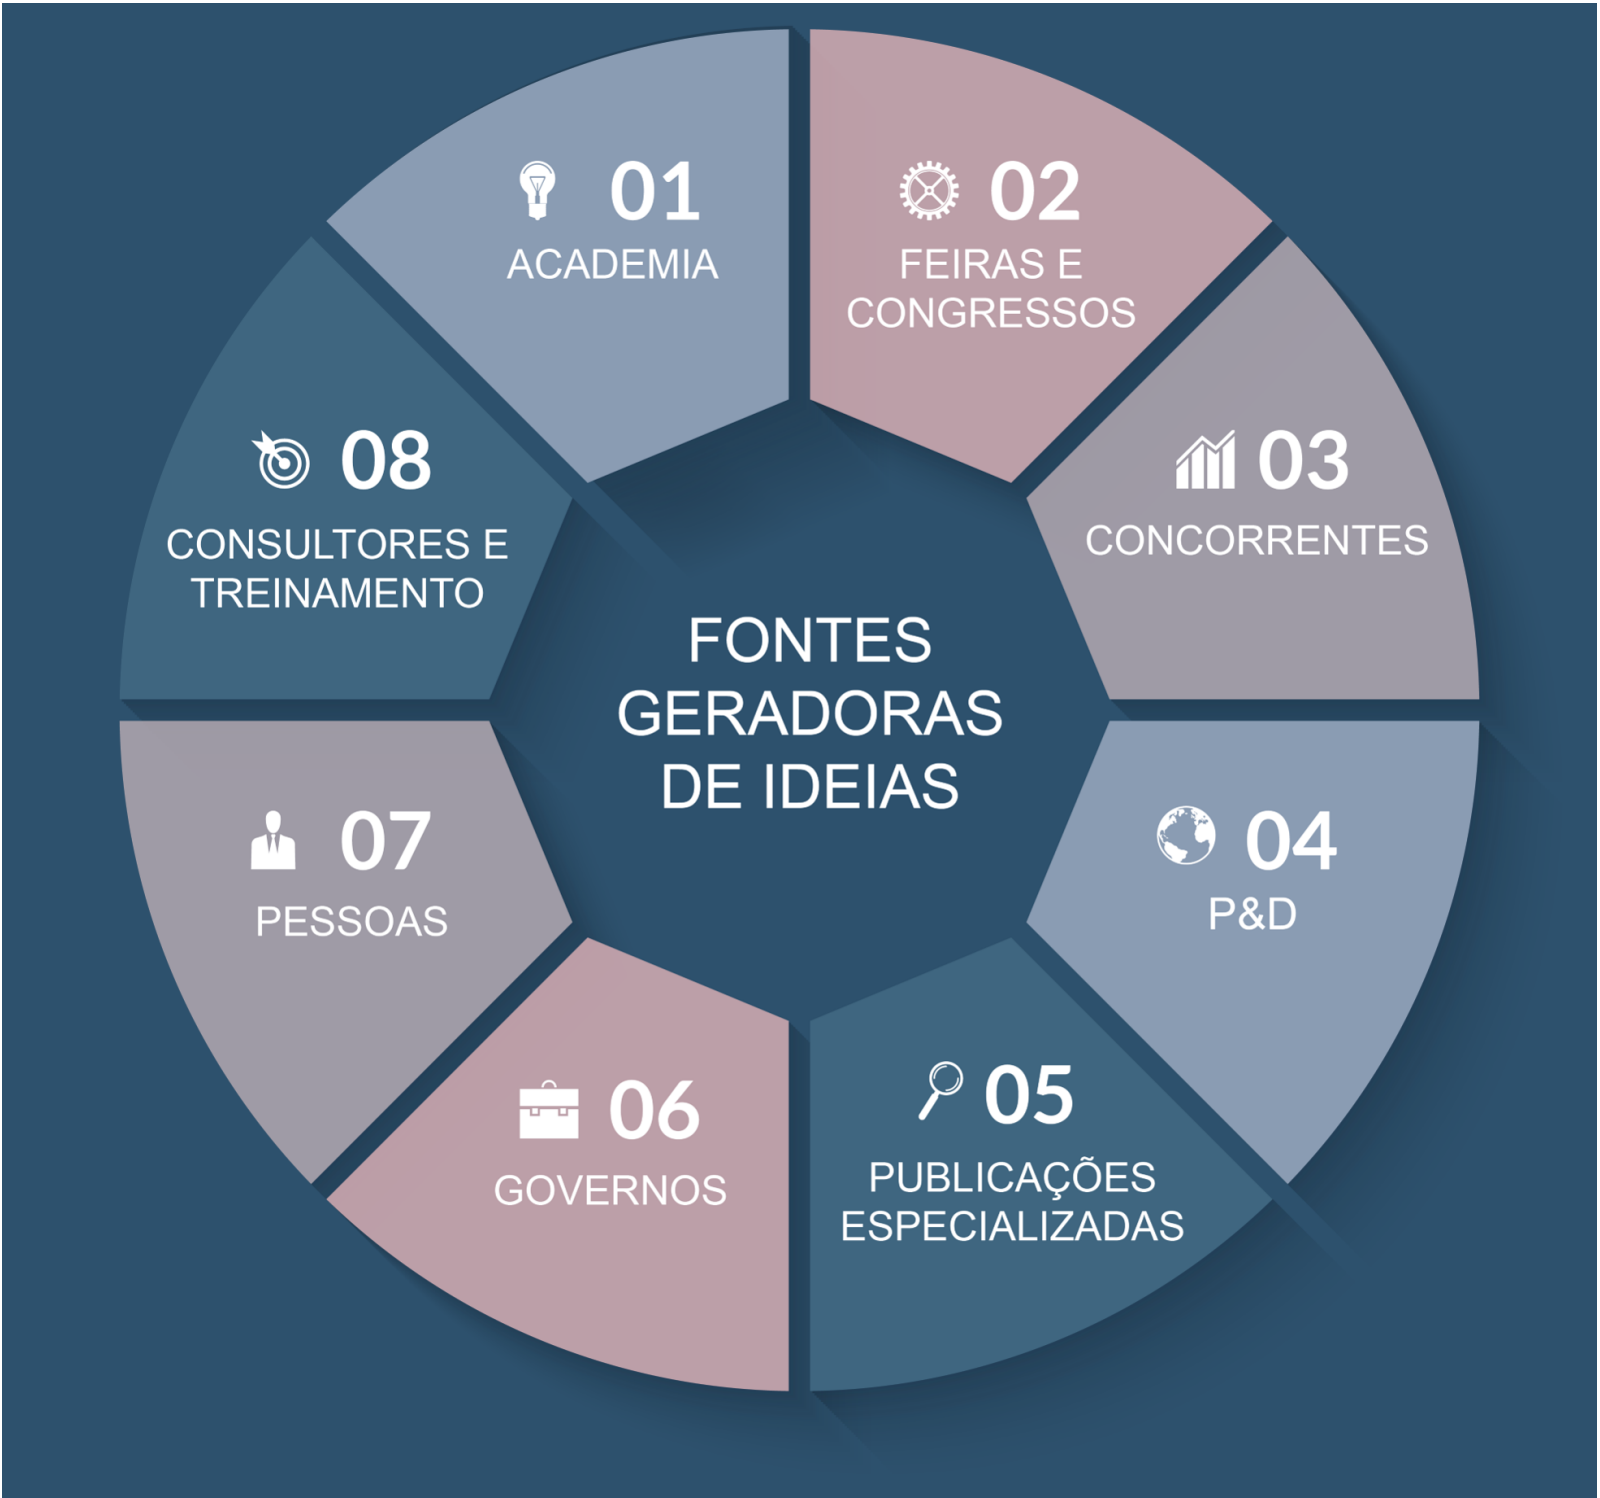 01
ACADEMIA
02
FEIRAS E
CONGRESSOS
03
CONCORRENTES
04
P&D
05
PUBLICAÇÕES
ESPECIALIZADAS
06
GOVERNOS
07
PESSOAS
08
CONSULTORES E
TREINAMENTO
FONTES
GERADORAS
DE IDEIAS